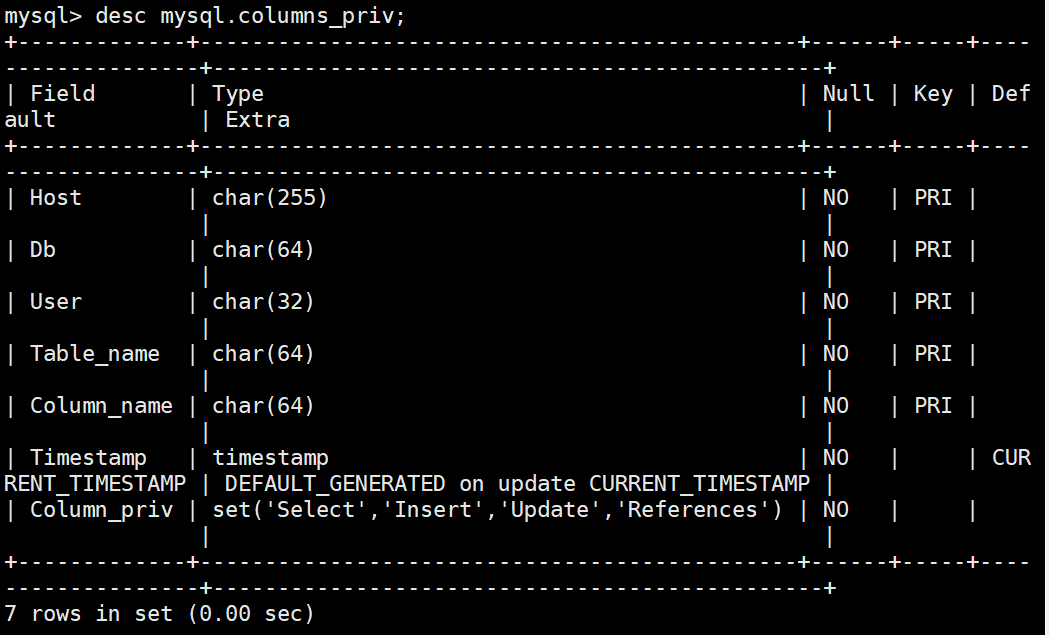 mysql> desc mysql.columns_priv;
+-------------+----------------------------------------------+------+-----+----
---------------+-----------------------------------------------+
| Field       | Type                                         | Null | Key | Def
ault           | Extra                                         |
+-------------+----------------------------------------------+------+-----+----
---------------+-----------------------------------------------+
| Host        | char(255)                                    | NO   | PRI |
               |                                               |
| Db          | char(64)                                     | NO   | PRI |
               |                                               |
| User        | char(32)                                     | NO   | PRI |
               |                                               |
| Table_name  | char(64)                                     | NO   | PRI |
               |                                               |
| Column_name | char(64)                                     | NO   | PRI |
               |                                               |
| Timestamp   | timestamp                                    | NO   |     | CUR
RENT_TIMESTAMP | DEFAULT_GENERATED on update CURRENT_TIMESTAMP |
| Column_priv | set('Select','Insert','Update','References') | NO   |     |
               |                                               |
+-------------+----------------------------------------------+------+-----+----
---------------+-----------------------------------------------+
7 rows in set (0.00 sec)